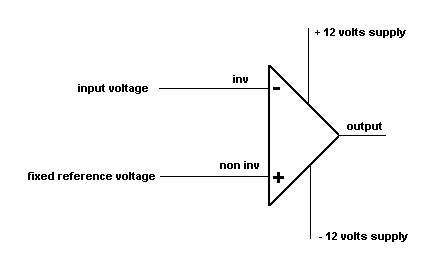 + 12 volts supply
inv
input voltage
-
output
non inv
fixed reference voltage
+
- 12 volts supply